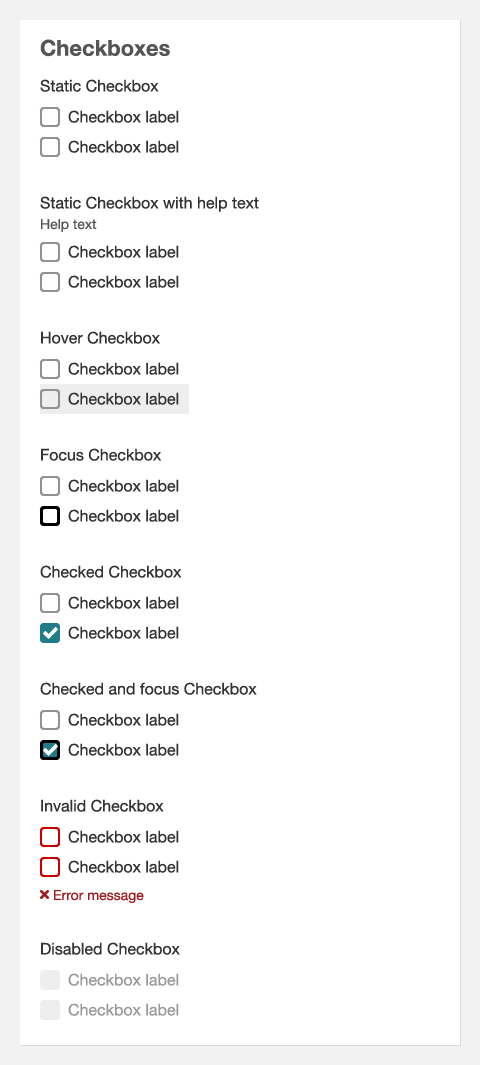 Checkboxes
Static Checkbox
Checkbox label
Checkbox label
Static Checkbox with help text
Help text
Checkbox label
Checkbox label
Hover Checkbox
Checkbox label
Checkbox label
Focus Checkbox
Checkbox label
Checkbox label
Checked Checkbox
Checkbox label
Checkbox label
Checked and focus Checkbox
Checkbox label
Checkbox label
Invalid Checkbox
Checkbox label
Checkbox label
Error message
Disabled Checkbox
Checkbox label
Checkbox label